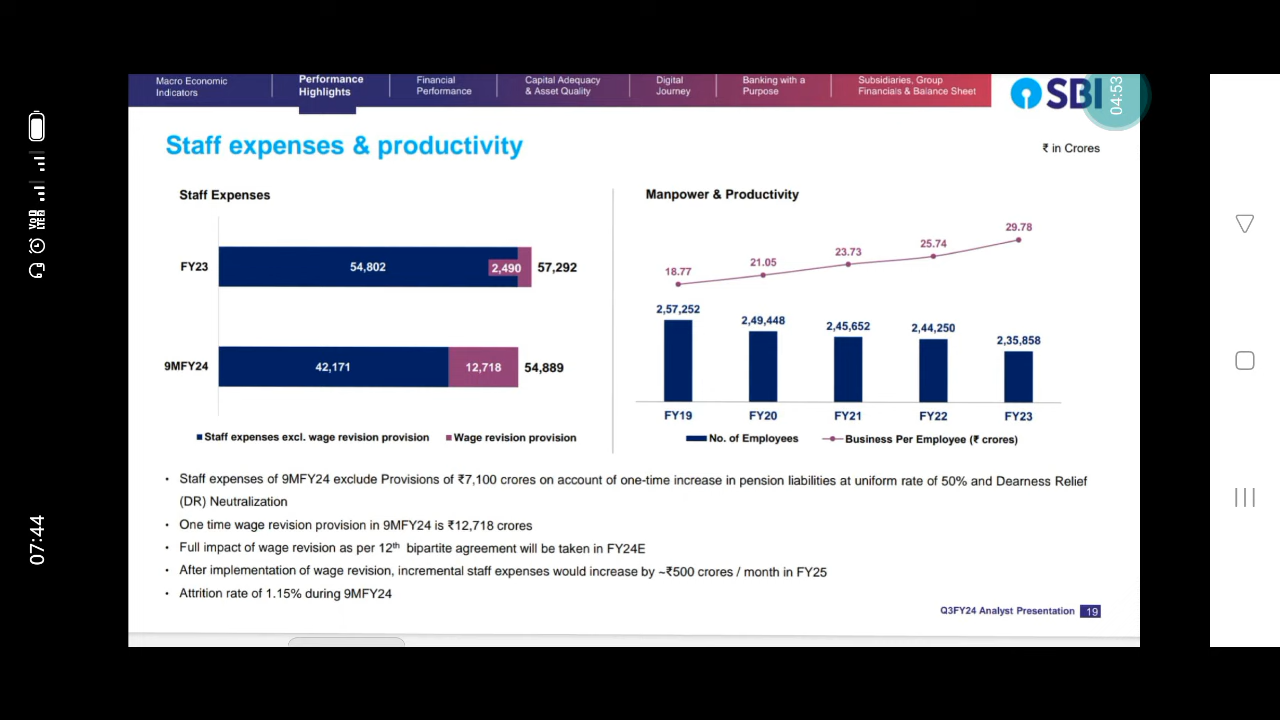 Macro Economic
Indicators
Performance
Highlights
Financial
Performance
Capital Adequacy
& Asset Quality
Digital
Journey
Banking with a
Purpose
Subsidiaries, Group
Financials & Balance Sheet
SBI
04:53
Staff expenses & productivity
₹ in Crores
Staff Expenses
FY23
54,802
2,490
57,292
9MFY24
42,171
12,718
54,889
Staff expenses excl. wage revision provision
Wage revision provision
Manpower & Productivity
18.77
21.05
23.73
25.74
29.78
2,57,252
2,49,448
2,45,652
2,44,250
2,35,858
FY19
FY20
FY21
FY22
FY23
No. of Employees
Business Per Employee (₹ crores)
• Staff expenses of 9MFY24 exclude Provisions of ₹7,100 crores on account of one-time increase in pension liabilities at uniform rate of 50% and Dearness Relief
(DR) Neutralization
• One time wage revision provision in 9MFY24 is ₹12,718 crores
• Full impact of wage revision as per 12th bipartite agreement will be taken in FY24E
• After implementation of wage revision, incremental staff expenses would increase by ~₹500 crores / month in FY25
• Attrition rate of 1.15% during 9MFY24
Q3FY24 Analyst Presentation 19
Vo)) LTE2
07:44